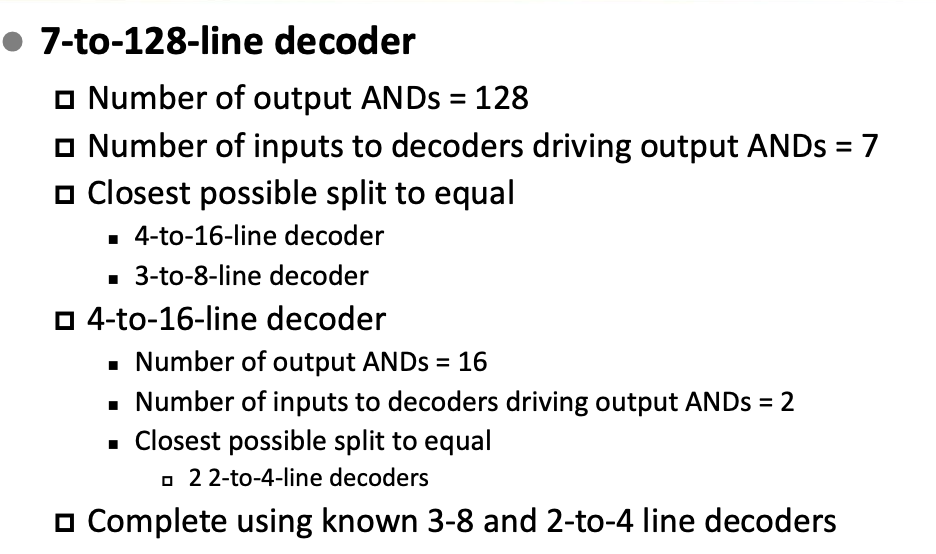 7-to-128-line decoder
Number of output ANDs = 128
Number of inputs to decoders driving output ANDs = 7
Closest possible split to equal
4-to-16-line decoder
3-to-8-line decoder
4-to-16-line decoder
Number of output ANDs = 16
Number of inputs to decoders driving output ANDs = 2
Closest possible split to equal
2 2-to-4-line decoders
Complete using known 3-8 and 2-to-4 line decoders